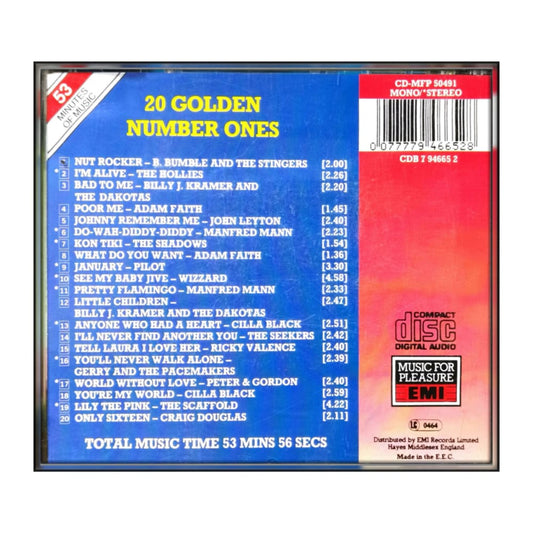 53
MINUTES
OF MUSIC
20 GOLDEN
NUMBER ONES
NUT ROCKER – B. BUMBLE AND THE STINGERS [2.00]
*2 I'M ALIVE – THE HOLLIES [2.26]
3 BAD TO ME – BILLY J. KRAMER AND [2.20]
THE DAKOTAS
4 POOR ME – ADAM FAITH [1.45]
5 JOHNNY REMEMBER ME – JOHN LEYTON [2.40]
*6 DO-WAH-DIDDY-DIDDY – MANFRED MANN [2.23]
*7 KON TIKI – THE SHADOWS [1.54]
8 WHAT DO YOU WANT – ADAM FAITH [1.36]
*9 JANUARY – PILOT [3.30]
*10 SEE MY BABY JIVE – WIZZARD [4.58]
*11 PRETTY FLAMINGO – MANFRED MANN [2.33]
12 LITTLE CHILDREN – [2.47]
BILLY J. KRAMER AND THE DAKOTAS
*13 ANYONE WHO HAD A HEART – CILLA BLACK [2.51]
*14 I'LL NEVER FIND ANOTHER YOU – THE SEEKERS [2.42]
15 TELL LAURA I LOVE HER – RICKY VALENCE [2.40]
*16 YOU'LL NEVER WALK ALONE – [2.39]
GERRY AND THE PACEMAKERS
*17 WORLD WITHOUT LOVE – PETER & GORDON [2.40]
*18 YOU'RE MY WORLD – CILLA BLACK [2.59]
*19 LILY THE PINK – THE SCAFFOLD [4.22]
20 ONLY SIXTEEN – CRAIG DOUGLAS [2.11]
TOTAL MUSIC TIME 53 MINS 56 SECS
CD-MFP 50491
MONO/*STEREO
0 077779 466528
CDB 7 94665 2
COMPACT
disc
DIGITAL AUDIO
MUSIC FOR
PLEASURE
EMI
LC 0464
Distributed by EMI Records Limited
Hayes Middlesex England
Made in the E.E.C.